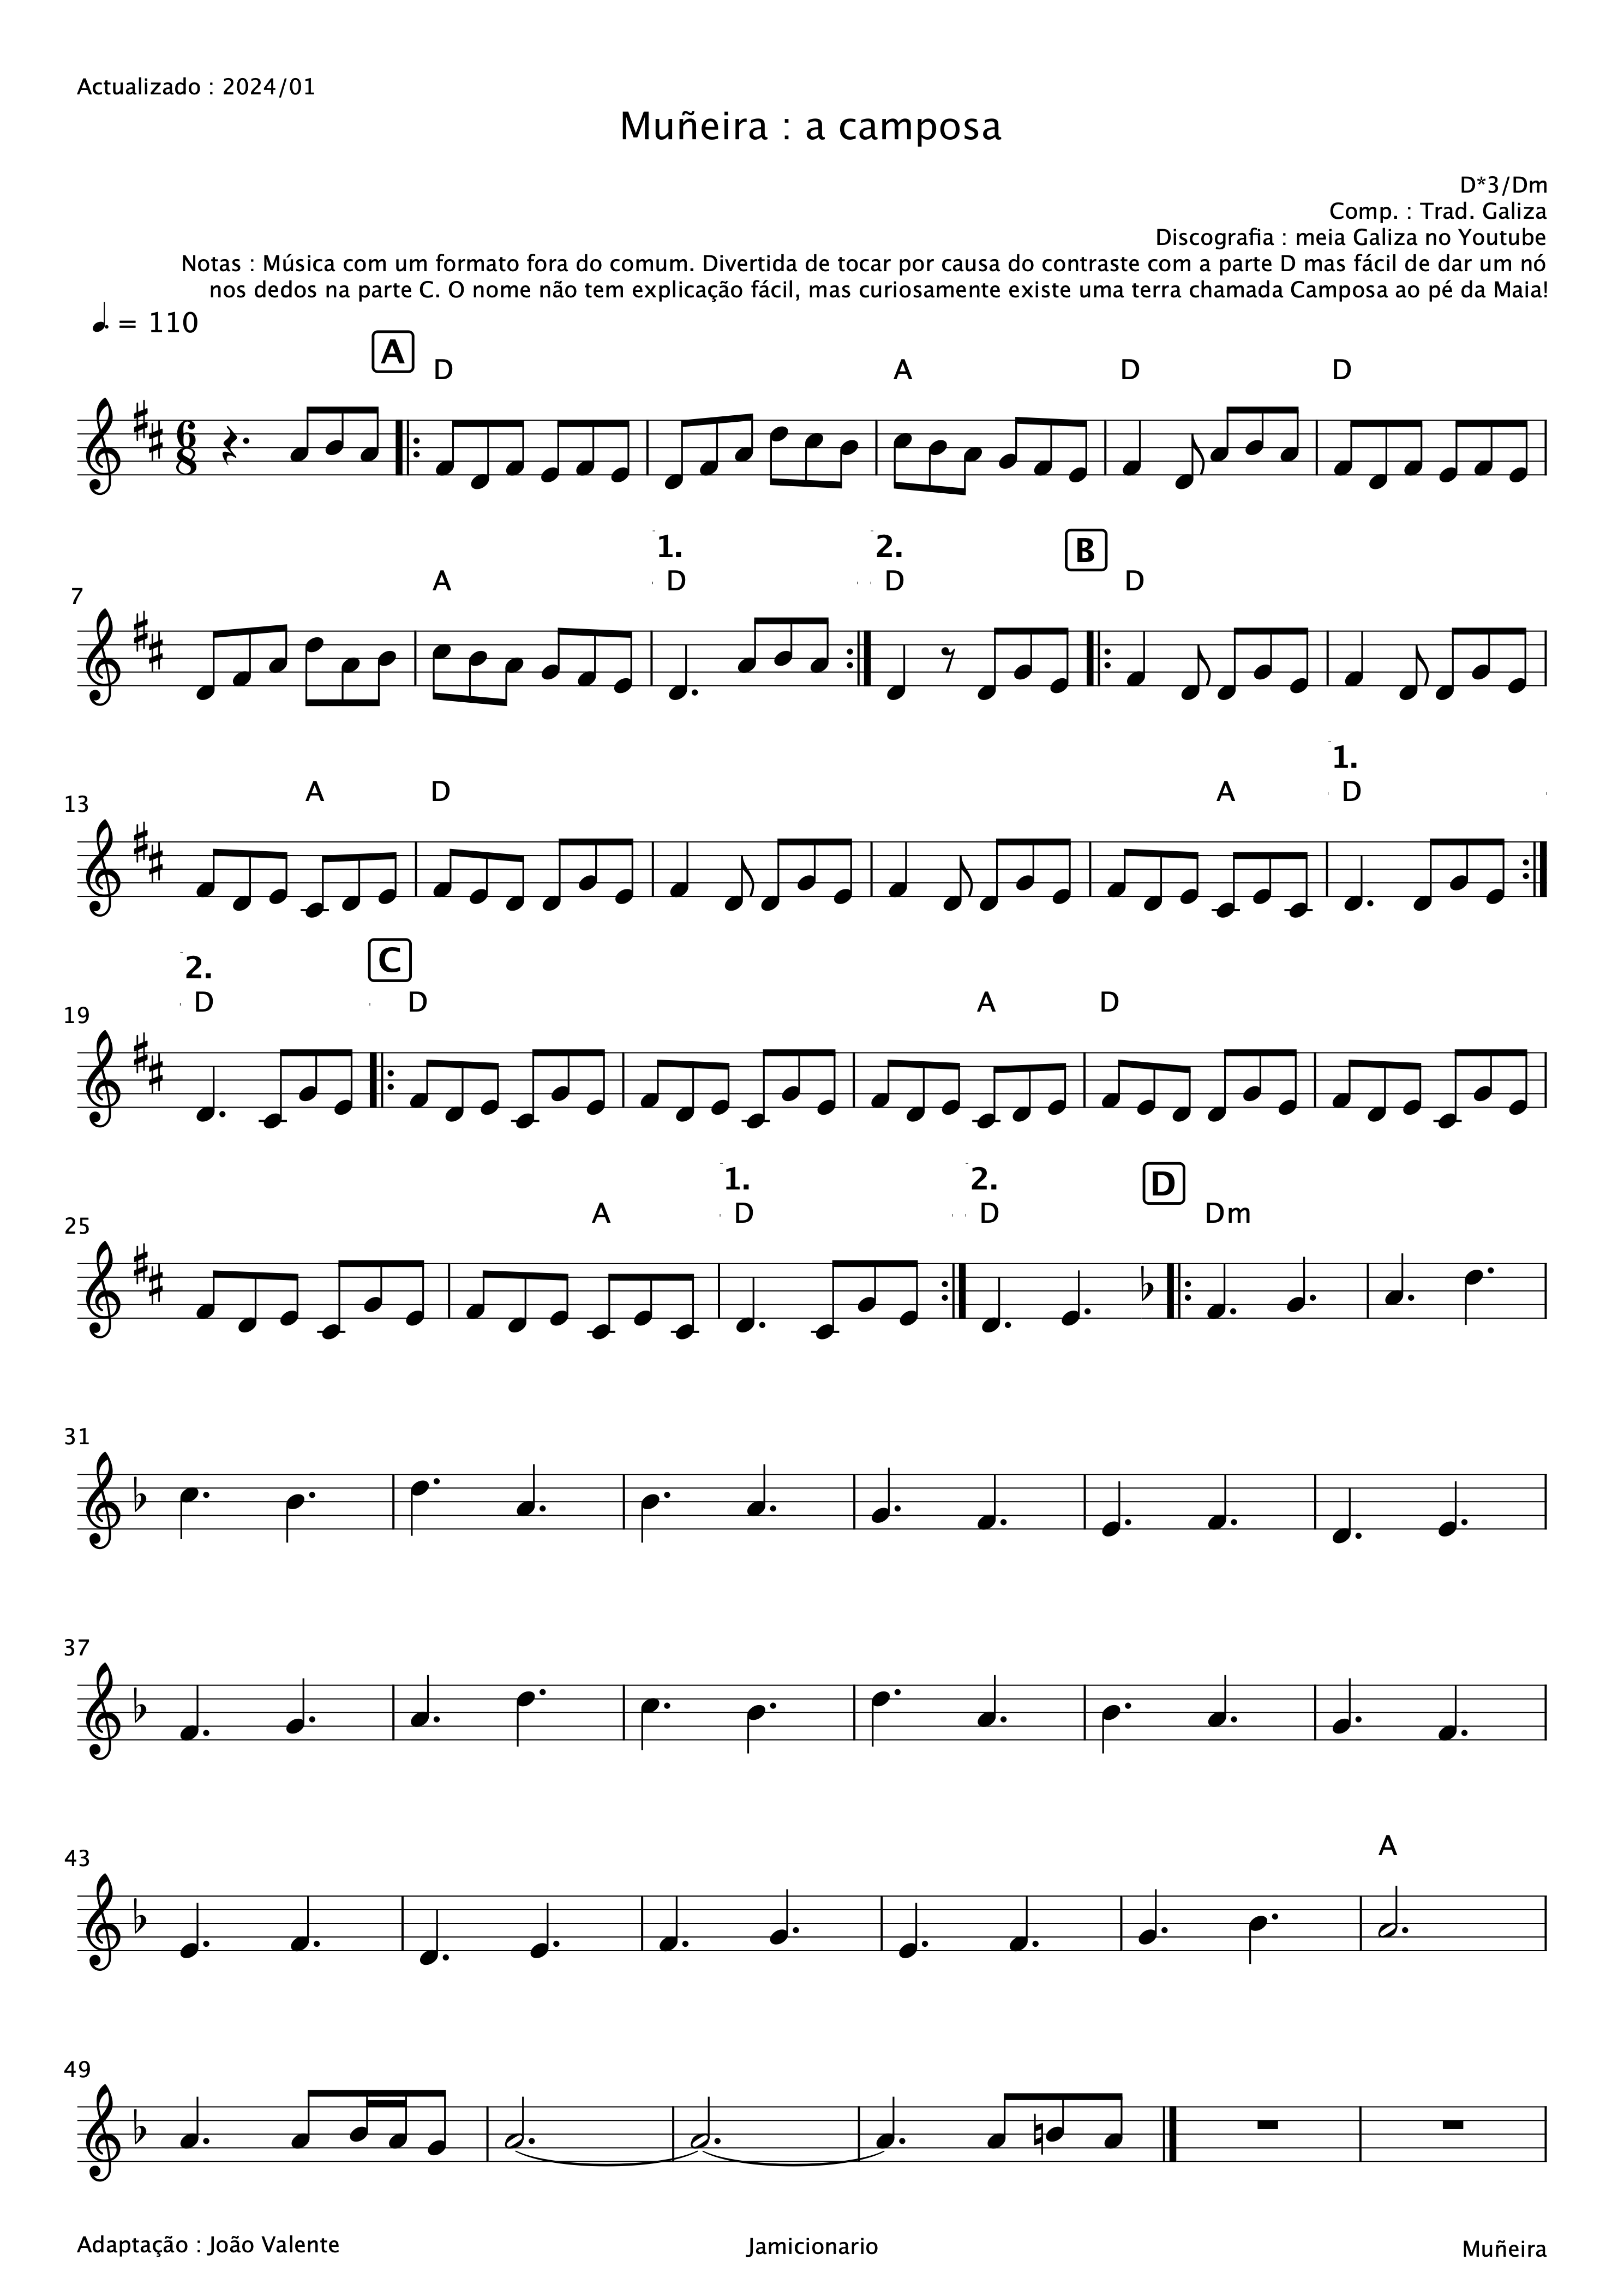 Actualizado : 2024/01
Muñeira : a camposa
D*3/Dm
Comp. : Trad. Galiza
Discografia : meia Galiza no Youtube
Notas : Música com um formato fora do comum. Divertida de tocar por causa do contraste com a parte D mas fácil de dar um nó
nos dedos na parte C. O nome não tem explicação fácil, mas curiosamente existe uma terra chamada Camposa ao pé da Maia!
= 110
A
D A D D
6
8
1. 2. B
7 A D D D
1.
13 A D A D
2. C
19 D D A D
1. 2. D
25 A D D Dm
31
37
43 A
49
Adaptação : João Valente Jamicionario Muñeira